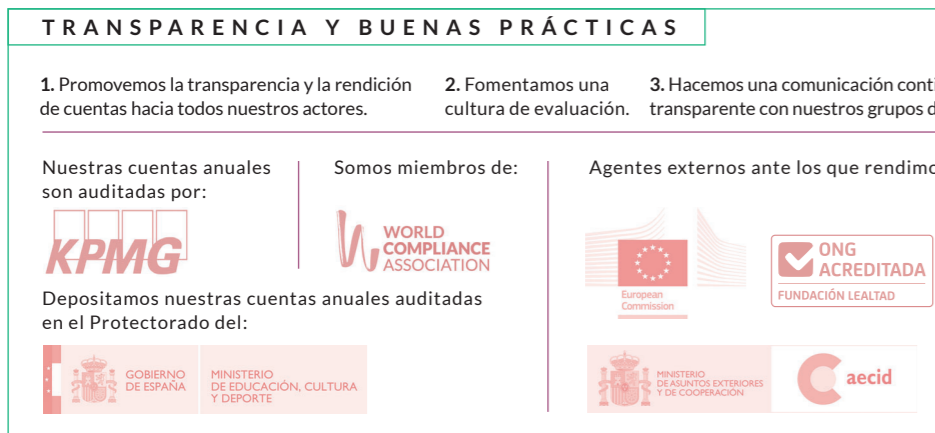 TRANSPARENCIA Y BUENAS PRÁCTICAS
1. Promovemos la transparencia y la rendición
de cuentas hacia todos nuestros actores.
2. Fomentamos una
cultura de evaluación.
3. Hacemos una comunicación conti
transparente con nuestros grupos d
Nuestras cuentas anuales
son auditadas por:
KPMG
Somos miembros de:
WORLD
COMPLIANCE
ASSOCIATION
Depositamos nuestras cuentas anuales auditadas
en el Protectorado del:
GOBIERNO
DE ESPAÑA
MINISTERIO
DE EDUCACIÓN, CULTURA
Y DEPORTE
Agentes externos ante los que rendimo
European
Commission
ONG
ACREDITADA
FUNDACIÓN LEALTAD
MINISTERIO
DE ASUNTOS EXTERIORES
Y DE COOPERACIÓN
aecid